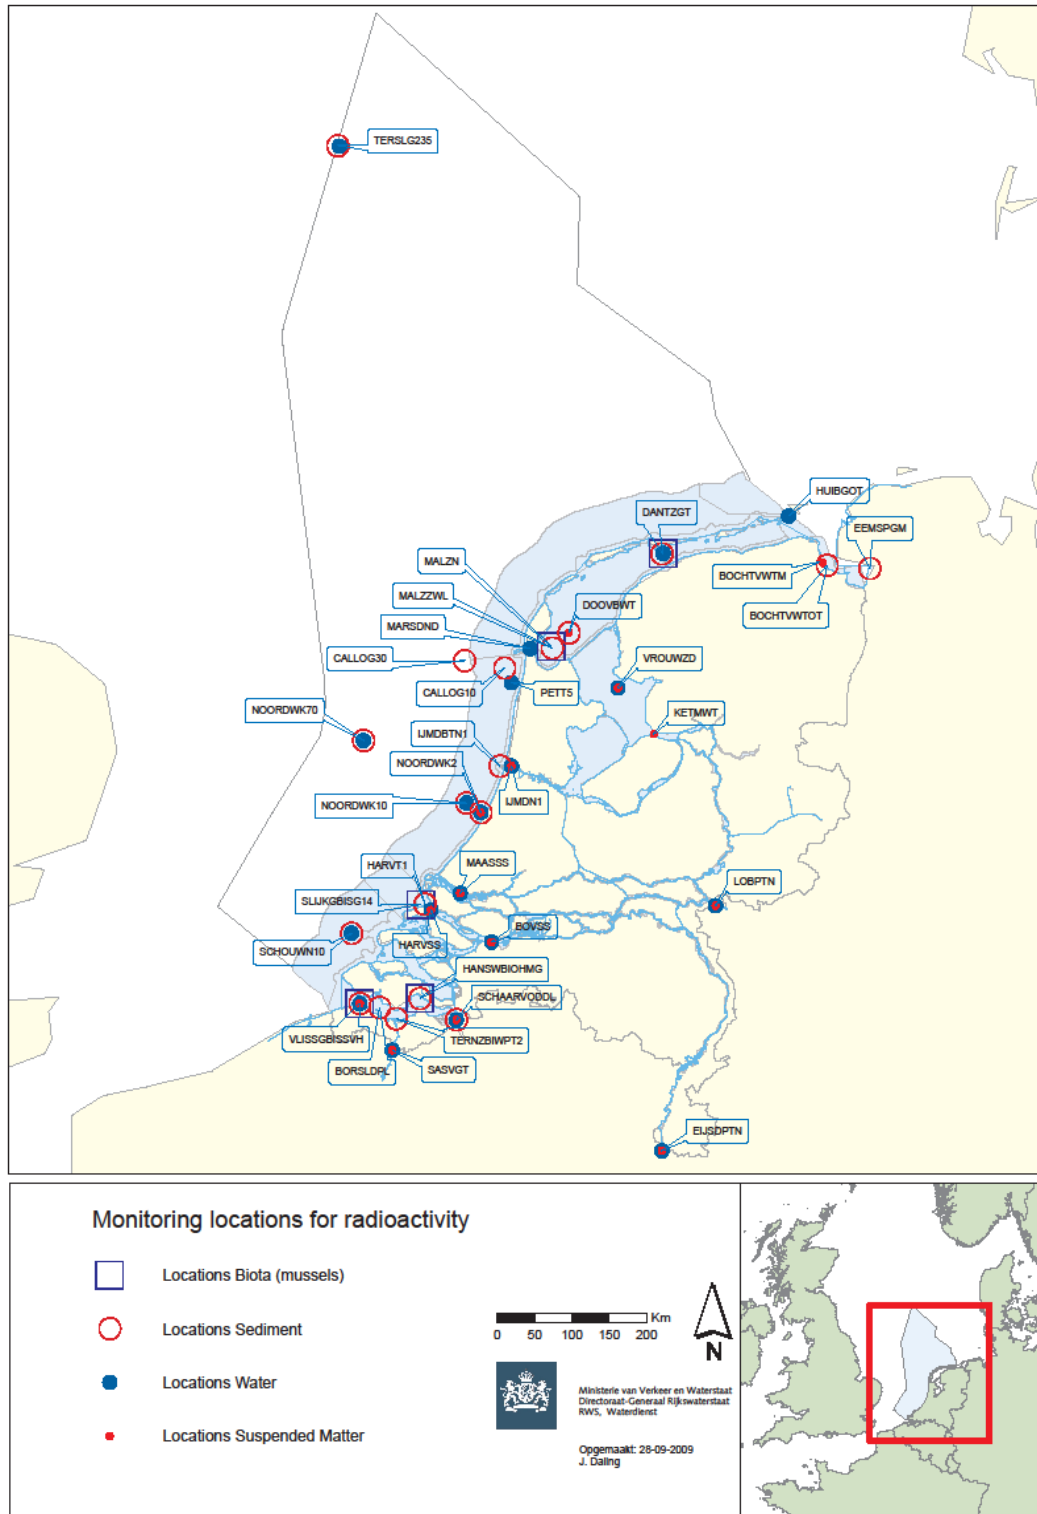 TERSLG235
HUIBGOT
DANTZGT
EEMSPGM
MALZN
BOCHTVWTM
MALZZWL
DOOVBWT
BOCHTVWTOT
MARSDND
CALLOG30
VROUWZD
CALLOG10
PETT5
NOORDWK70
KETMWT
IJMDBTN1
NOORDWK2
NOORDWK10
IJMDN1
HARVT1
MAASSS
SLIJKGBISG14
LOBPTN
BOVSS
SCHOUWN10
HARVSS
HANSWBIOHMG
SCHAARVODDL
VLISSGBISSVH
TERNZBIWPT2
BORSLDPL
SASVGT
EIJSDPTN
Monitoring locations for radioactivity
Locations Biota (mussels)
Locations Sediment
Locations Water
Locations Suspended Matter
Km
0 50 100 150 200
N
Ministerie van Verkeer en Waterstaat
Directoraat-Generaal Rijkswaterstaat
RWS, Waterdienst
Opgemaakt: 28-09-2009
J. Daling